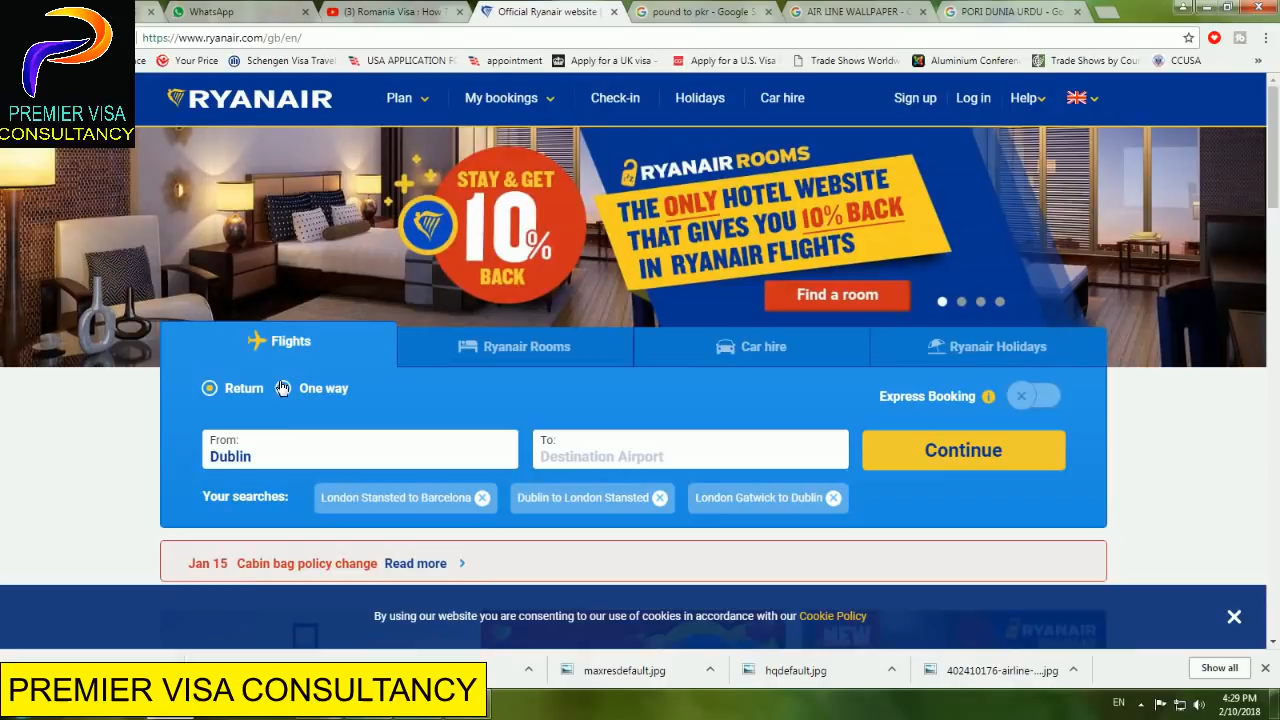 WhatsApp
(3) Romania Visa : How T
Official Ryanair website |
pound to pkr - Google S
AIR LINE WALLPAPER -
PORI DUNIA URDU - Go
https://www.ryanair.com/gb/en/
Your Price
Schengen Visa Travel
USA APPLICATION FO
appointment
Apply for a UK visa -
Apply for a U.S. Visa
Trade Shows Worldw
Aluminium Conferen
Trade Shows by Cour
CCUSA
»
PREMIER VISA
CONSULTANCY
RYANAIR
Plan
My bookings
Check-in
Holidays
Car hire
Sign up
Log in
Help
STAY & GET
10%
BACK
RYANAIR ROOMS
THE ONLY HOTEL WEBSITE
THAT GIVES YOU 10% BACK
IN RYANAIR FLIGHTS
Find a room
Flights
Ryanair Rooms
Car hire
Ryanair Holidays
Return
One way
Express Booking
From:
Dublin
To:
Destination Airport
Continue
Your searches:
London Stansted to Barcelona
Dublin to London Stansted
London Gatwick to Dublin
Jan 15 Cabin bag policy change Read more
By using our website you are consenting to our use of cookies in accordance with our Cookie Policy
NEW
RYANAIR
maxresdefault.jpg
hqdefault.jpg
402410176-airline-....jpg
Show all
PREMIER VISA CONSULTANCY
EN
4:29 PM
2/10/2018